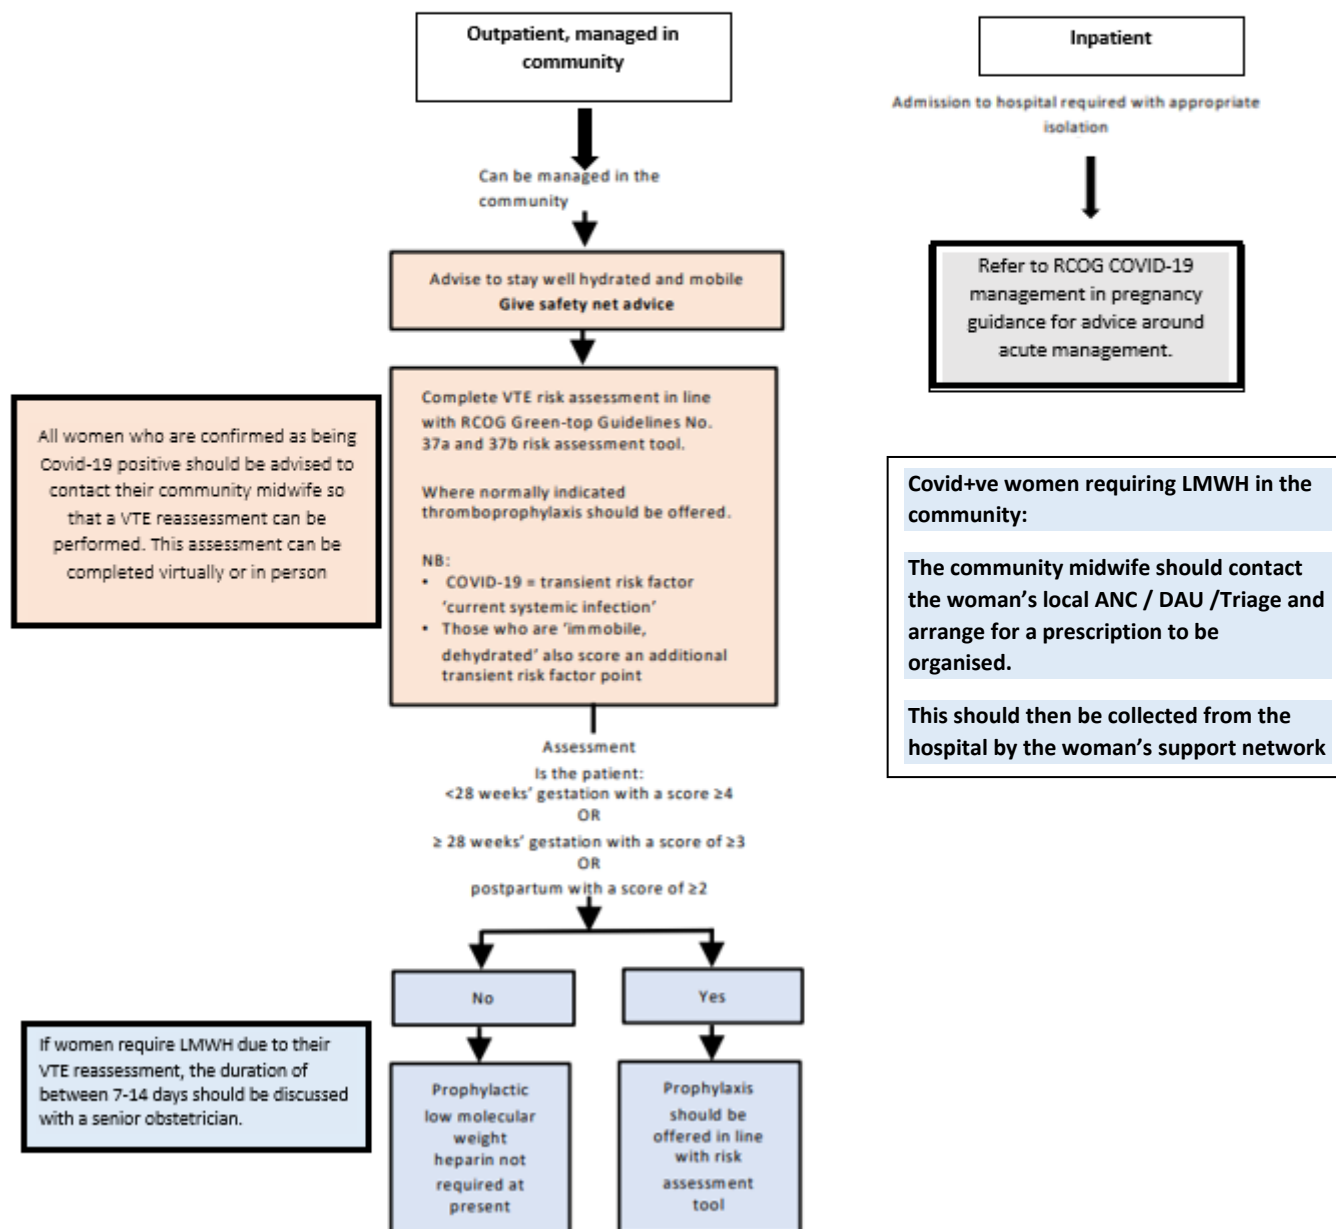 Outpatient, managed in
community
Can be managed in the
community
Advise to stay well hydrated and mobile
Give safety net advice
All women who are confirmed as being
Covid-19 positive should be advised to
contact their community midwife so
that a VTE reassessment can be
performed. This assessment can be
completed virtually or in person
Complete VTE risk assessment in line
with RCOG Green-top Guidelines No.
37a and 37b risk assessment tool.
Where normally indicated
thromboprophylaxis should be offered.
NB:
• COVID-19 = transient risk factor
‘current systemic infection’
• Those who are ‘immobile,
dehydrated’ also score an additional
transient risk factor point
Assessment
Is the patient:
<28 weeks’ gestation with a score ≥4
OR
≥ 28 weeks’ gestation with a score of ≥3
OR
postpartum with a score of ≥2
No
Yes
If women require LMWH due to their
VTE reassessment, the duration of
between 7-14 days should be discussed
with a senior obstetrician.
Prophylactic
low molecular
weight
heparin not
required at
present
Prophylaxis
should be
offered in line
with risk
assessment
tool
Inpatient
Admission to hospital required with appropriate
isolation
Refer to RCOG COVID-19
management in pregnancy
guidance for advice around
acute management.
Covid+ve women requiring LMWH in the
community:
The community midwife should contact
the woman’s local ANC / DAU /Triage and
arrange for a prescription to be
organised.
This should then be collected from the
hospital by the woman’s support network